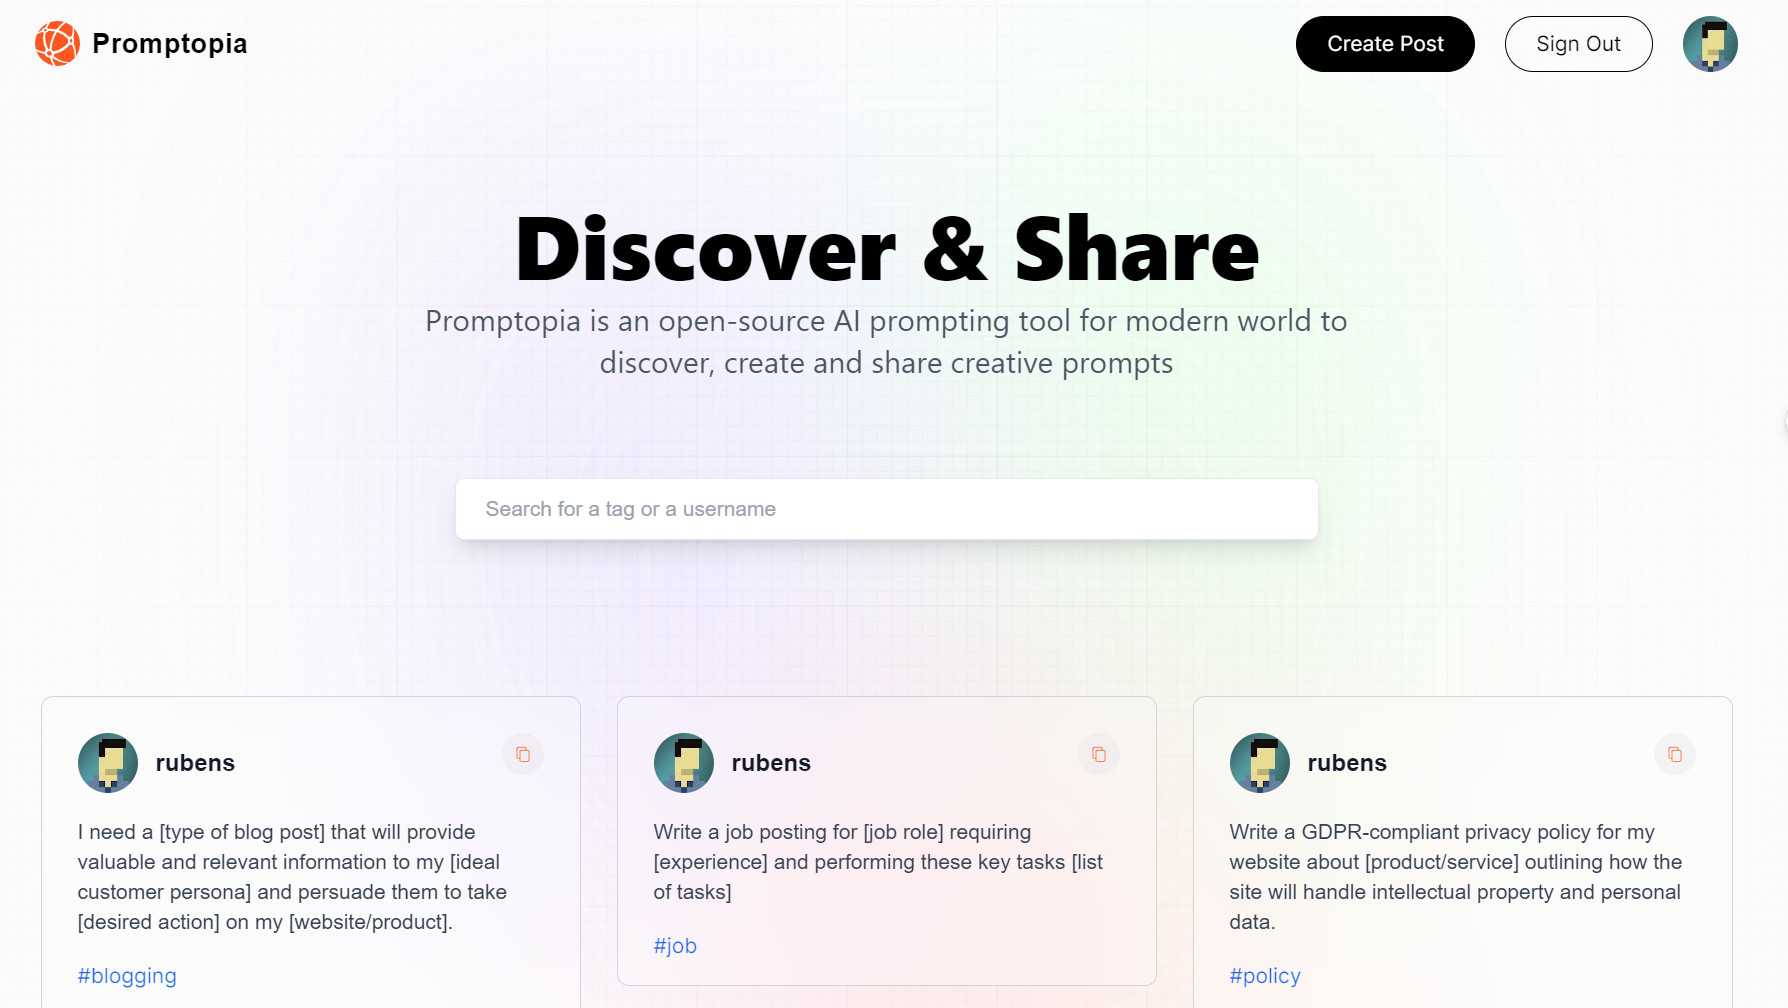 Promptopia
Create Post
Sign Out
Discover & Share
Promptopia is an open-source AI prompting tool for modern world to
discover, create and share creative prompts
Search for a tag or a username
rubens
I need a [type of blog post] that will provide
valuable and relevant information to my [ideal
customer persona] and persuade them to take
[desired action] on my [website/product].
#blogging
rubens
Write a job posting for [job role] requiring
[experience] and performing these key tasks [list
of tasks]
#job
rubens
Write a GDPR-compliant privacy policy for my
website about [product/service] outlining how the
site will handle intellectual property and personal
data.
#policy